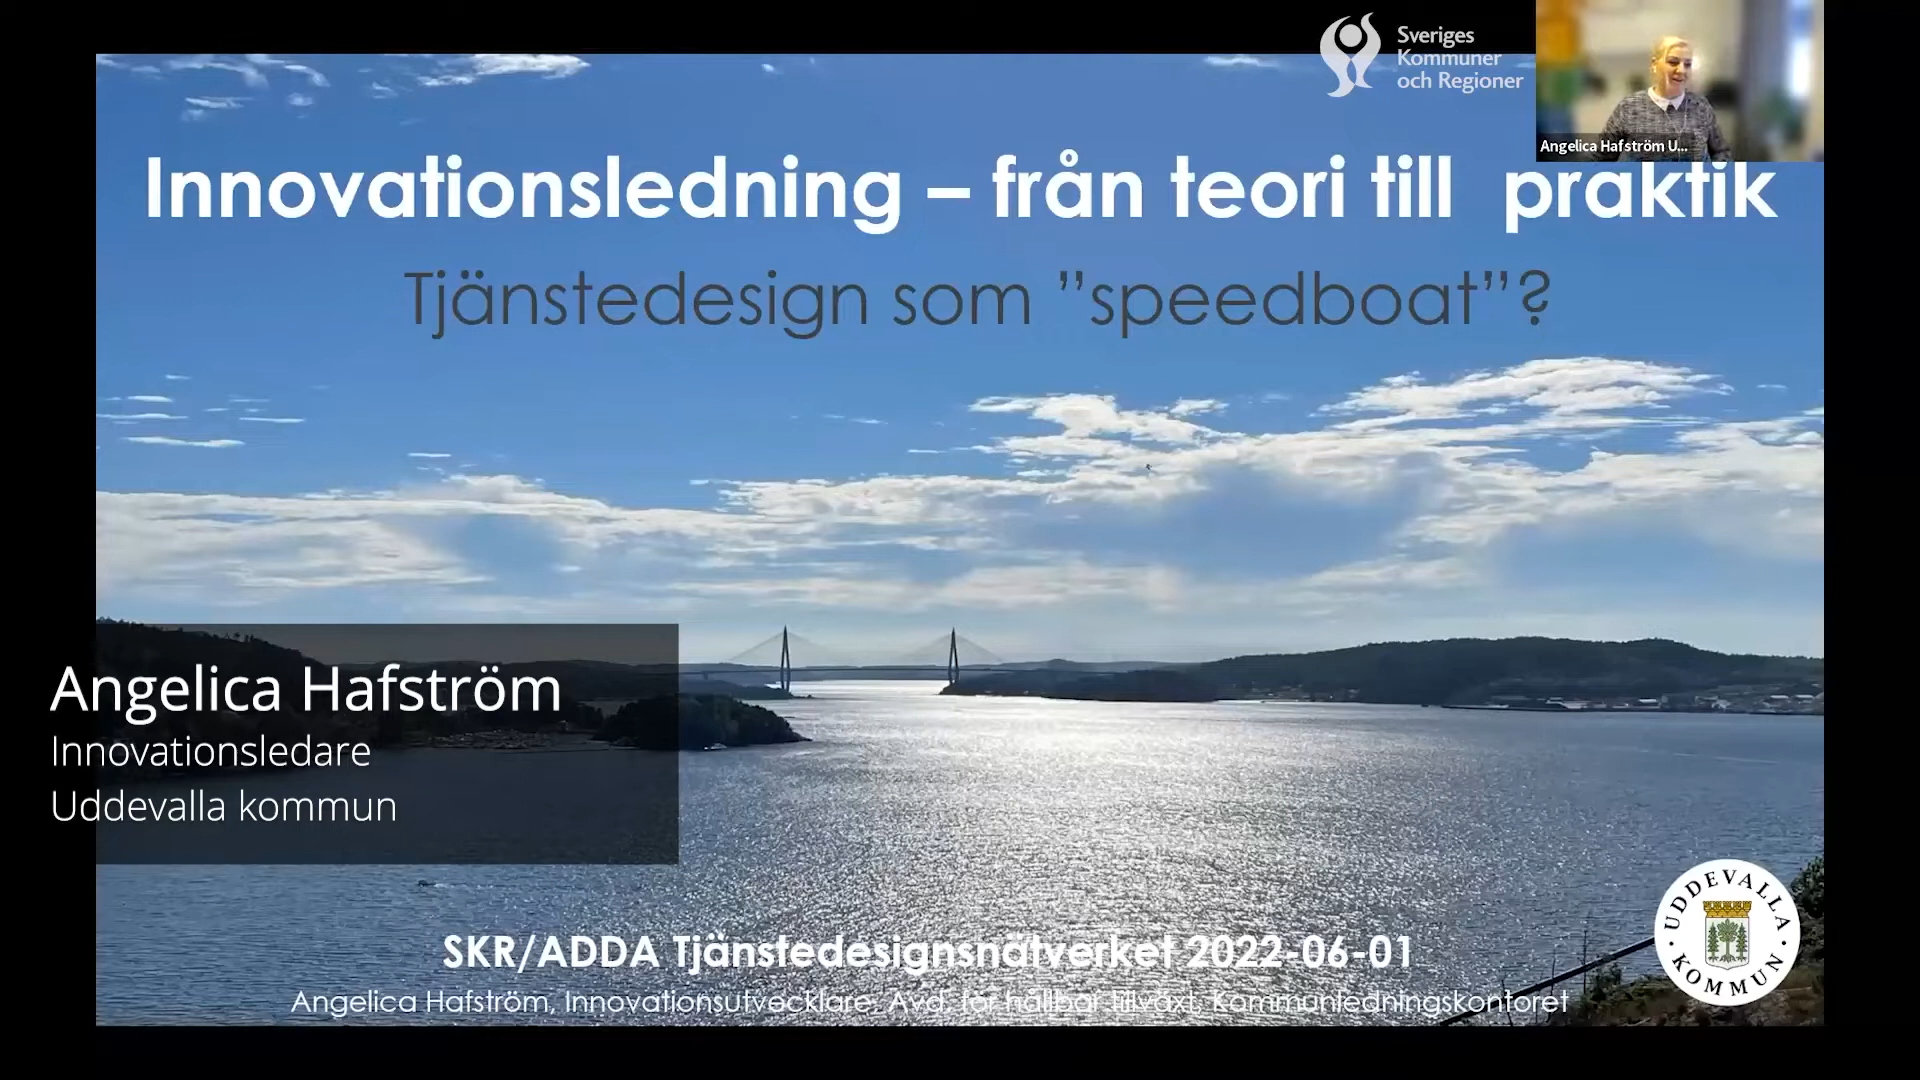 Sveriges
Kommuner
och Regioner
Angelica Hafström U...
Innovationsledning – från teori till praktik
Tjänstedesign som ”speedboat”?
Angelica Hafström
Innovationsledare
Uddevalla kommun
UDDEVALLA
KOMMUN
SKR/ADDA Tjänstedesignsnätverket 2022-06-01
Angelica Hafström, Innovationsutvecklare, Avd. för hållbar tillväxt, Kommunledningskontoret